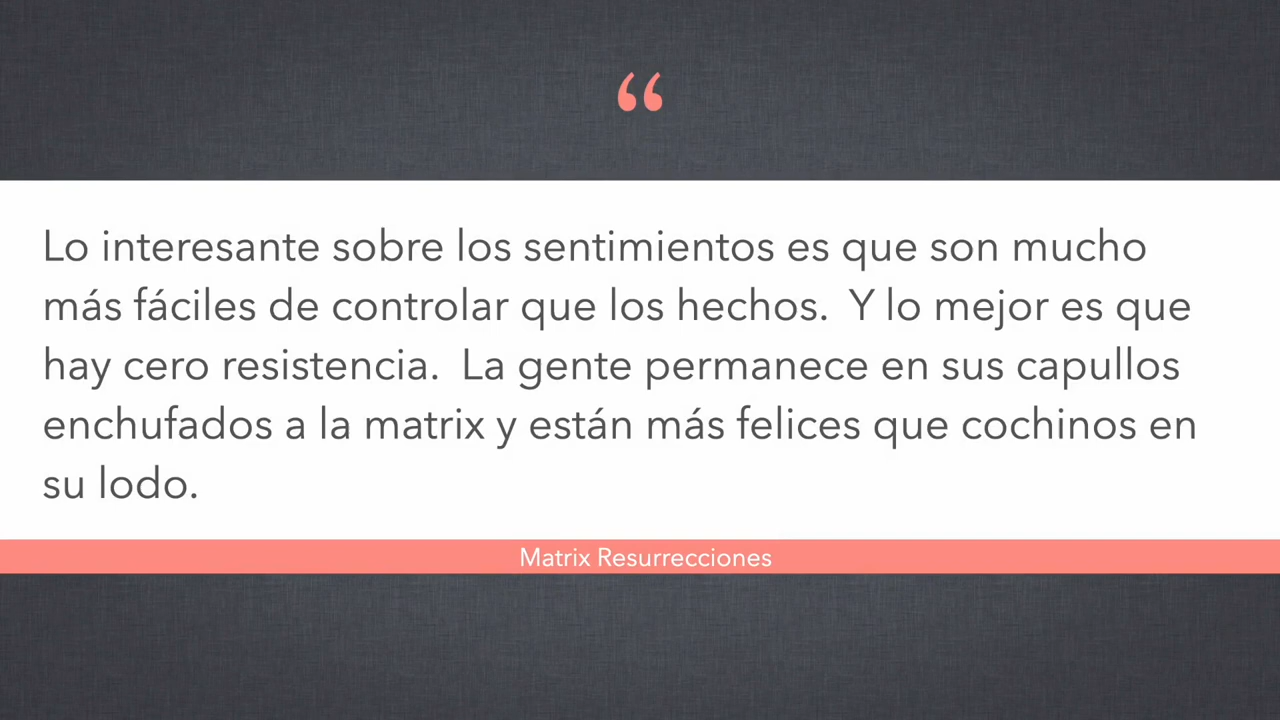 “
Lo interesante sobre los sentimientos es que son mucho
más fáciles de controlar que los hechos.  Y lo mejor es que
hay cero resistencia.  La gente permanece en sus capullos
enchufados a la matrix y están más felices que cochinos en
su lodo.
Matrix Resurrecciones